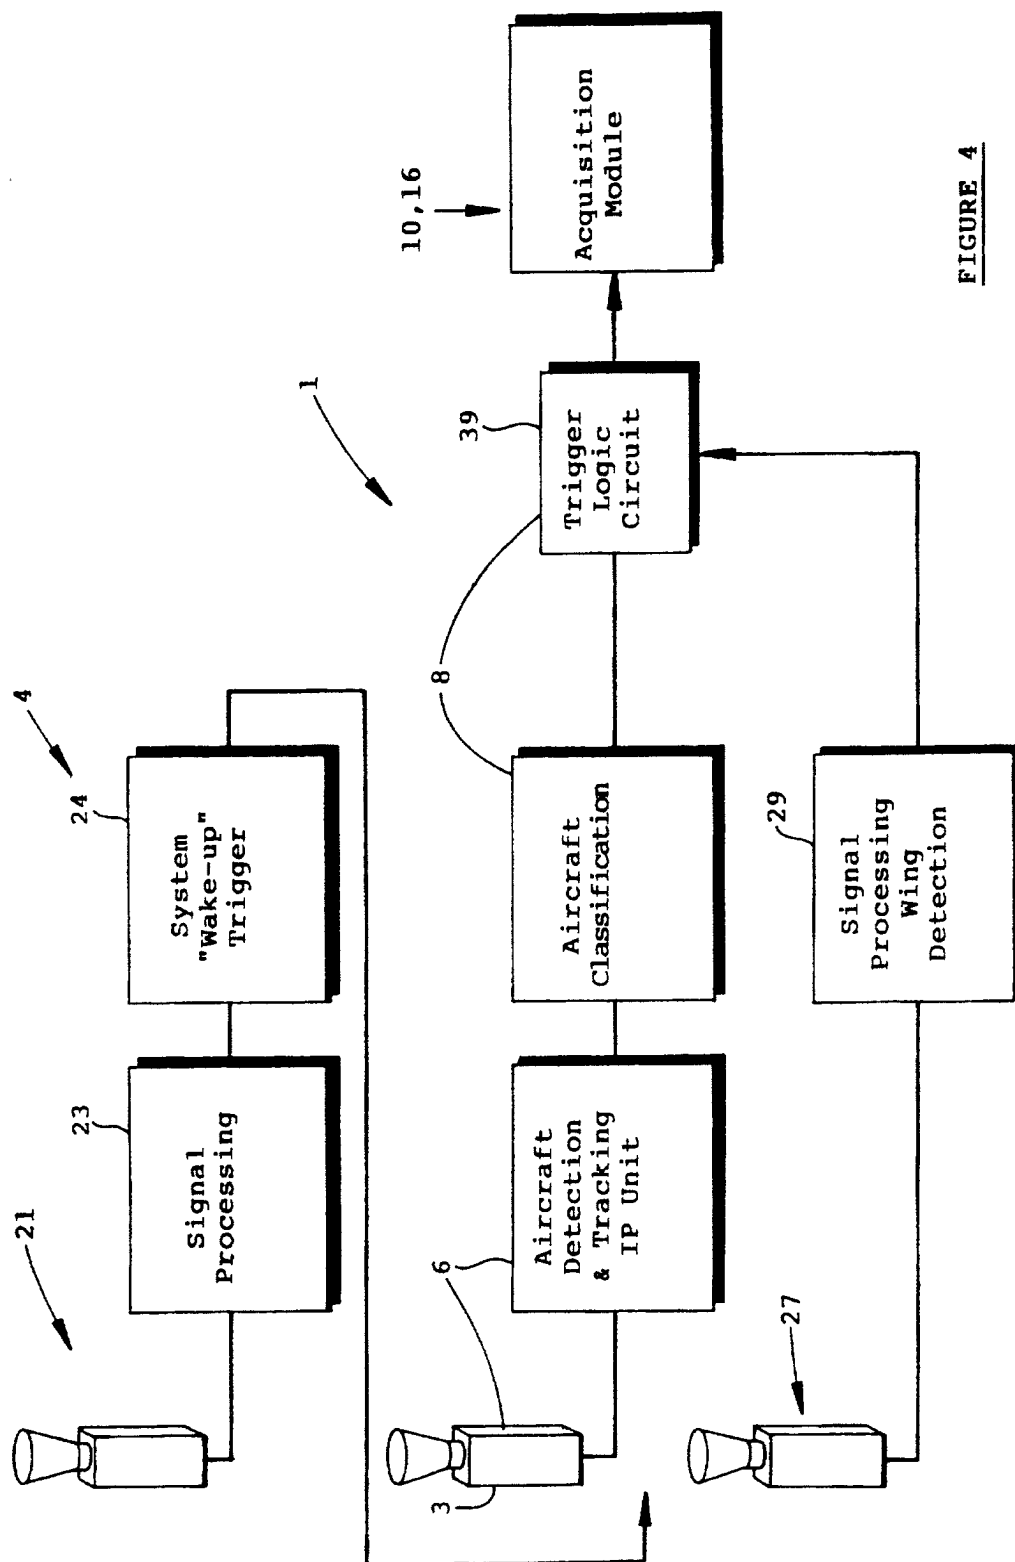 21
23
Signal
Processing
24
4
System
"Wake-up"
Trigger
3
6
Aircraft
Detection
& Tracking
IP Unit
8
Aircraft
Classification
1
39
Trigger
Logic
Circuit
10,16
Acquisition
Module
27
29
Signal
Processing
Wing
Detection
FIGURE 4